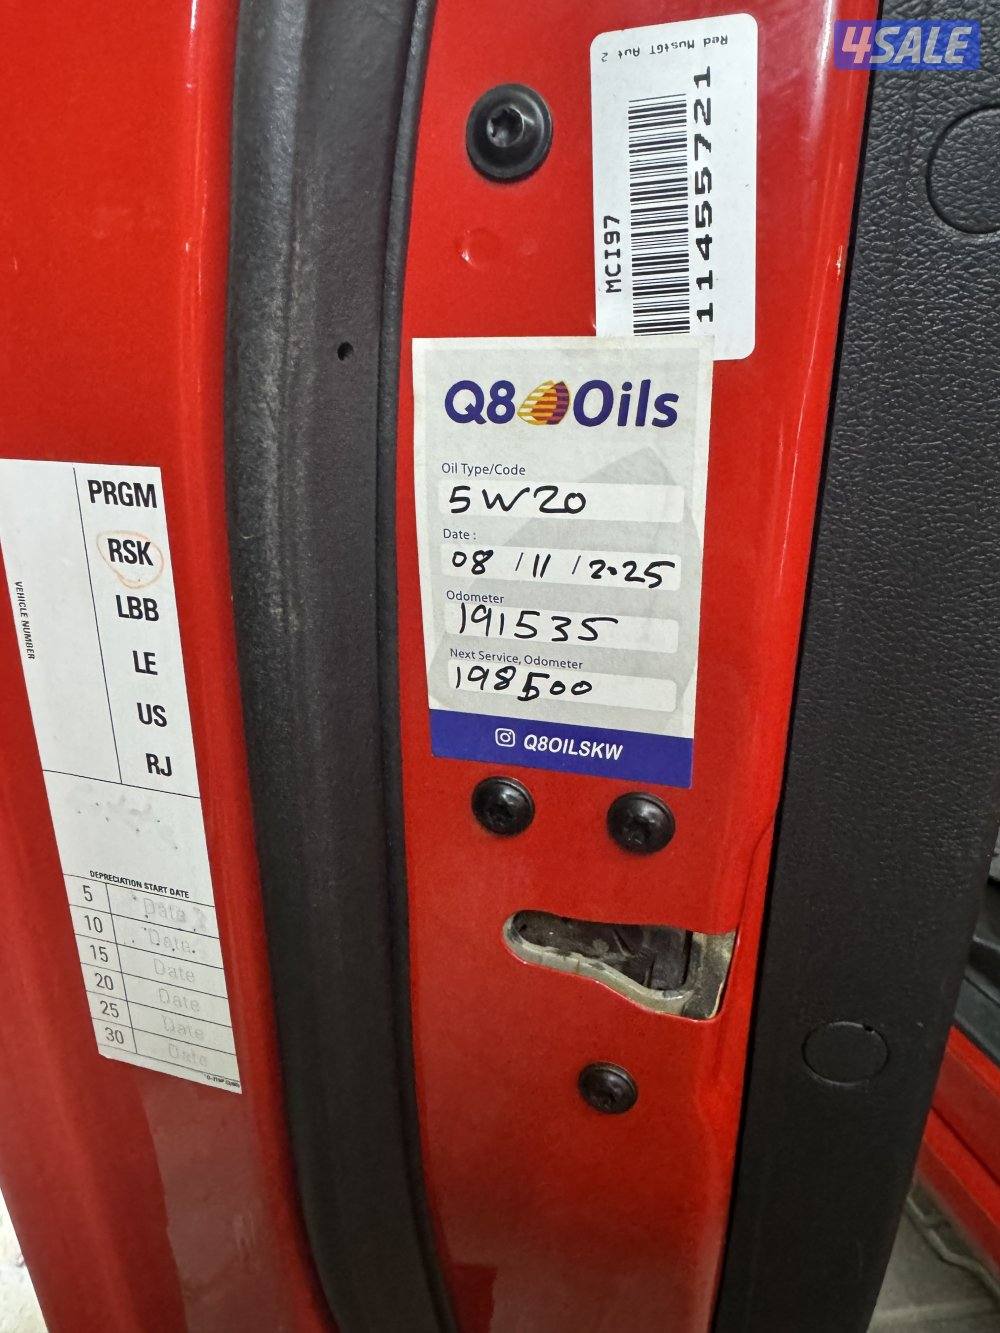 4SALE
Red MustGT Aut 2
MCI97
11455721
Q8 Oils
Oil Type/Code
5W20
Date :
08 / 11 / 2025
Odometer
191535
Next Service, Odometer
198500
Q8OILSKW
VEHICLE NUMBER
PRGM
RSK
LBB
LE
US
RJ
DEPRECIATION START DATE
5 Date
10 Date
15 Date
20 Date
25 Date
30 Date